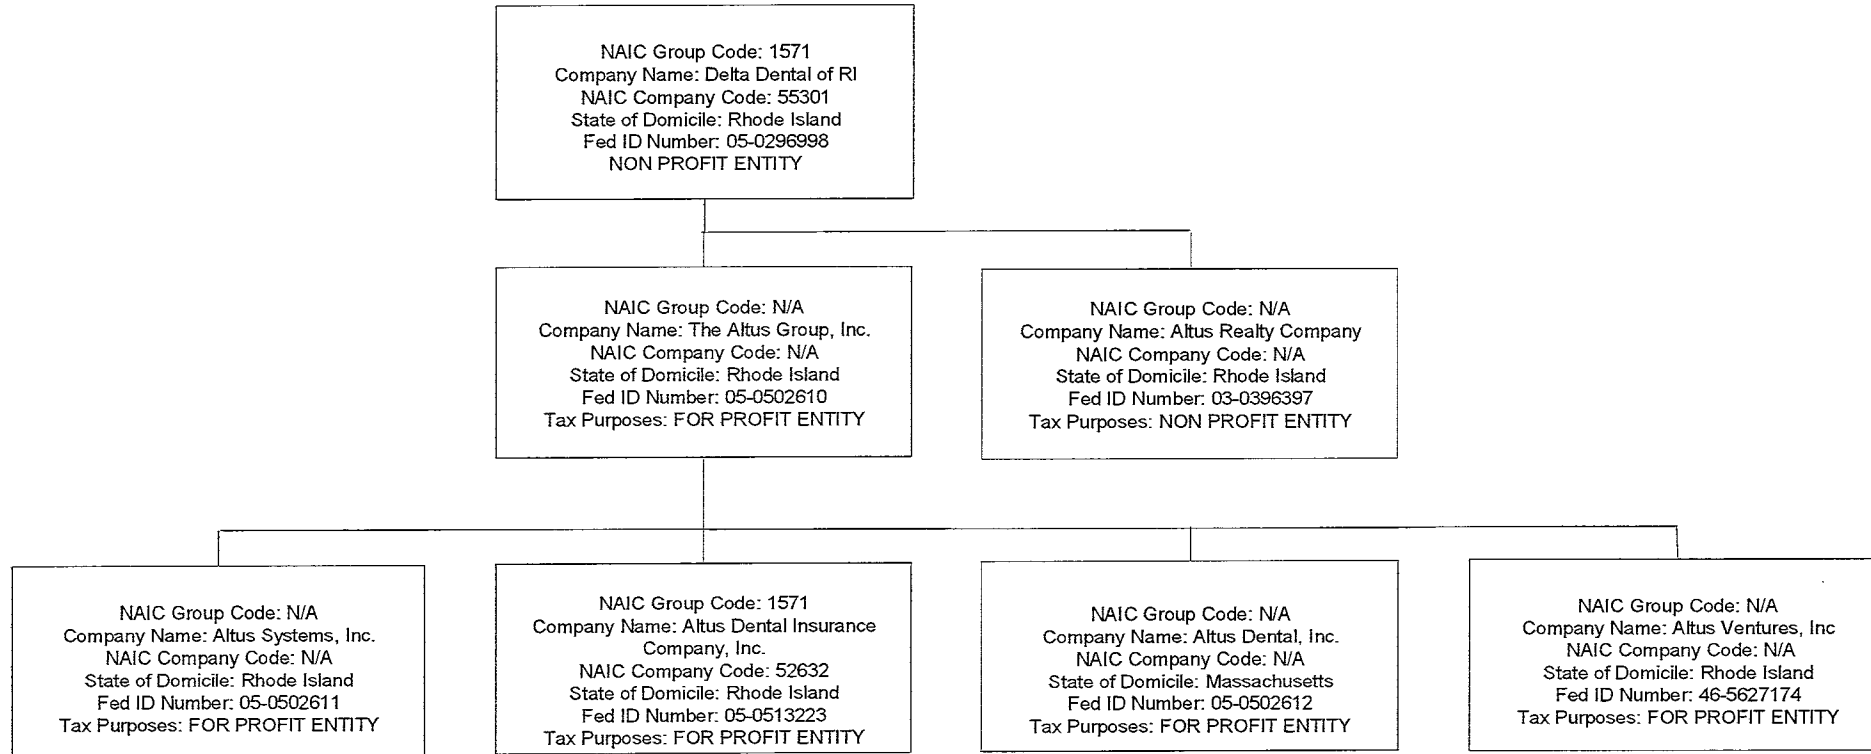 NAIC Group Code: 1571
Company Name: Delta Dental of RI
NAIC Company Code: 55301
State of Domicile: Rhode Island
Fed ID Number: 05-0296998
NON PROFIT ENTITY
NAIC Group Code: N/A
Company Name: The Altus Group, Inc.
NAIC Company Code: N/A
State of Domicile: Rhode Island
Fed ID Number: 05-0502610
Tax Purposes: FOR PROFIT ENTITY
NAIC Group Code: N/A
Company Name: Altus Realty Company
NAIC Company Code: N/A
State of Domicile: Rhode Island
Fed ID Number: 03-0396397
Tax Purposes: NON PROFIT ENTITY
NAIC Group Code: N/A
Company Name: Altus Systems, Inc.
NAIC Company Code: N/A
State of Domicile: Rhode Island
Fed ID Number: 05-0502611
Tax Purposes: FOR PROFIT ENTITY
NAIC Group Code: 1571
Company Name: Altus Dental Insurance
Company, Inc.
NAIC Company Code: 52632
State of Domicile: Rhode Island
Fed ID Number: 05-0513223
Tax Purposes: FOR PROFIT ENTITY
NAIC Group Code: N/A
Company Name: Altus Dental, Inc.
NAIC Company Code: N/A
State of Domicile: Massachusetts
Fed ID Number: 05-0502612
Tax Purposes: FOR PROFIT ENTITY
NAIC Group Code: N/A
Company Name: Altus Ventures, Inc
NAIC Company Code: N/A
State of Domicile: Rhode Island
Fed ID Number: 46-5627174
Tax Purposes: FOR PROFIT ENTITY